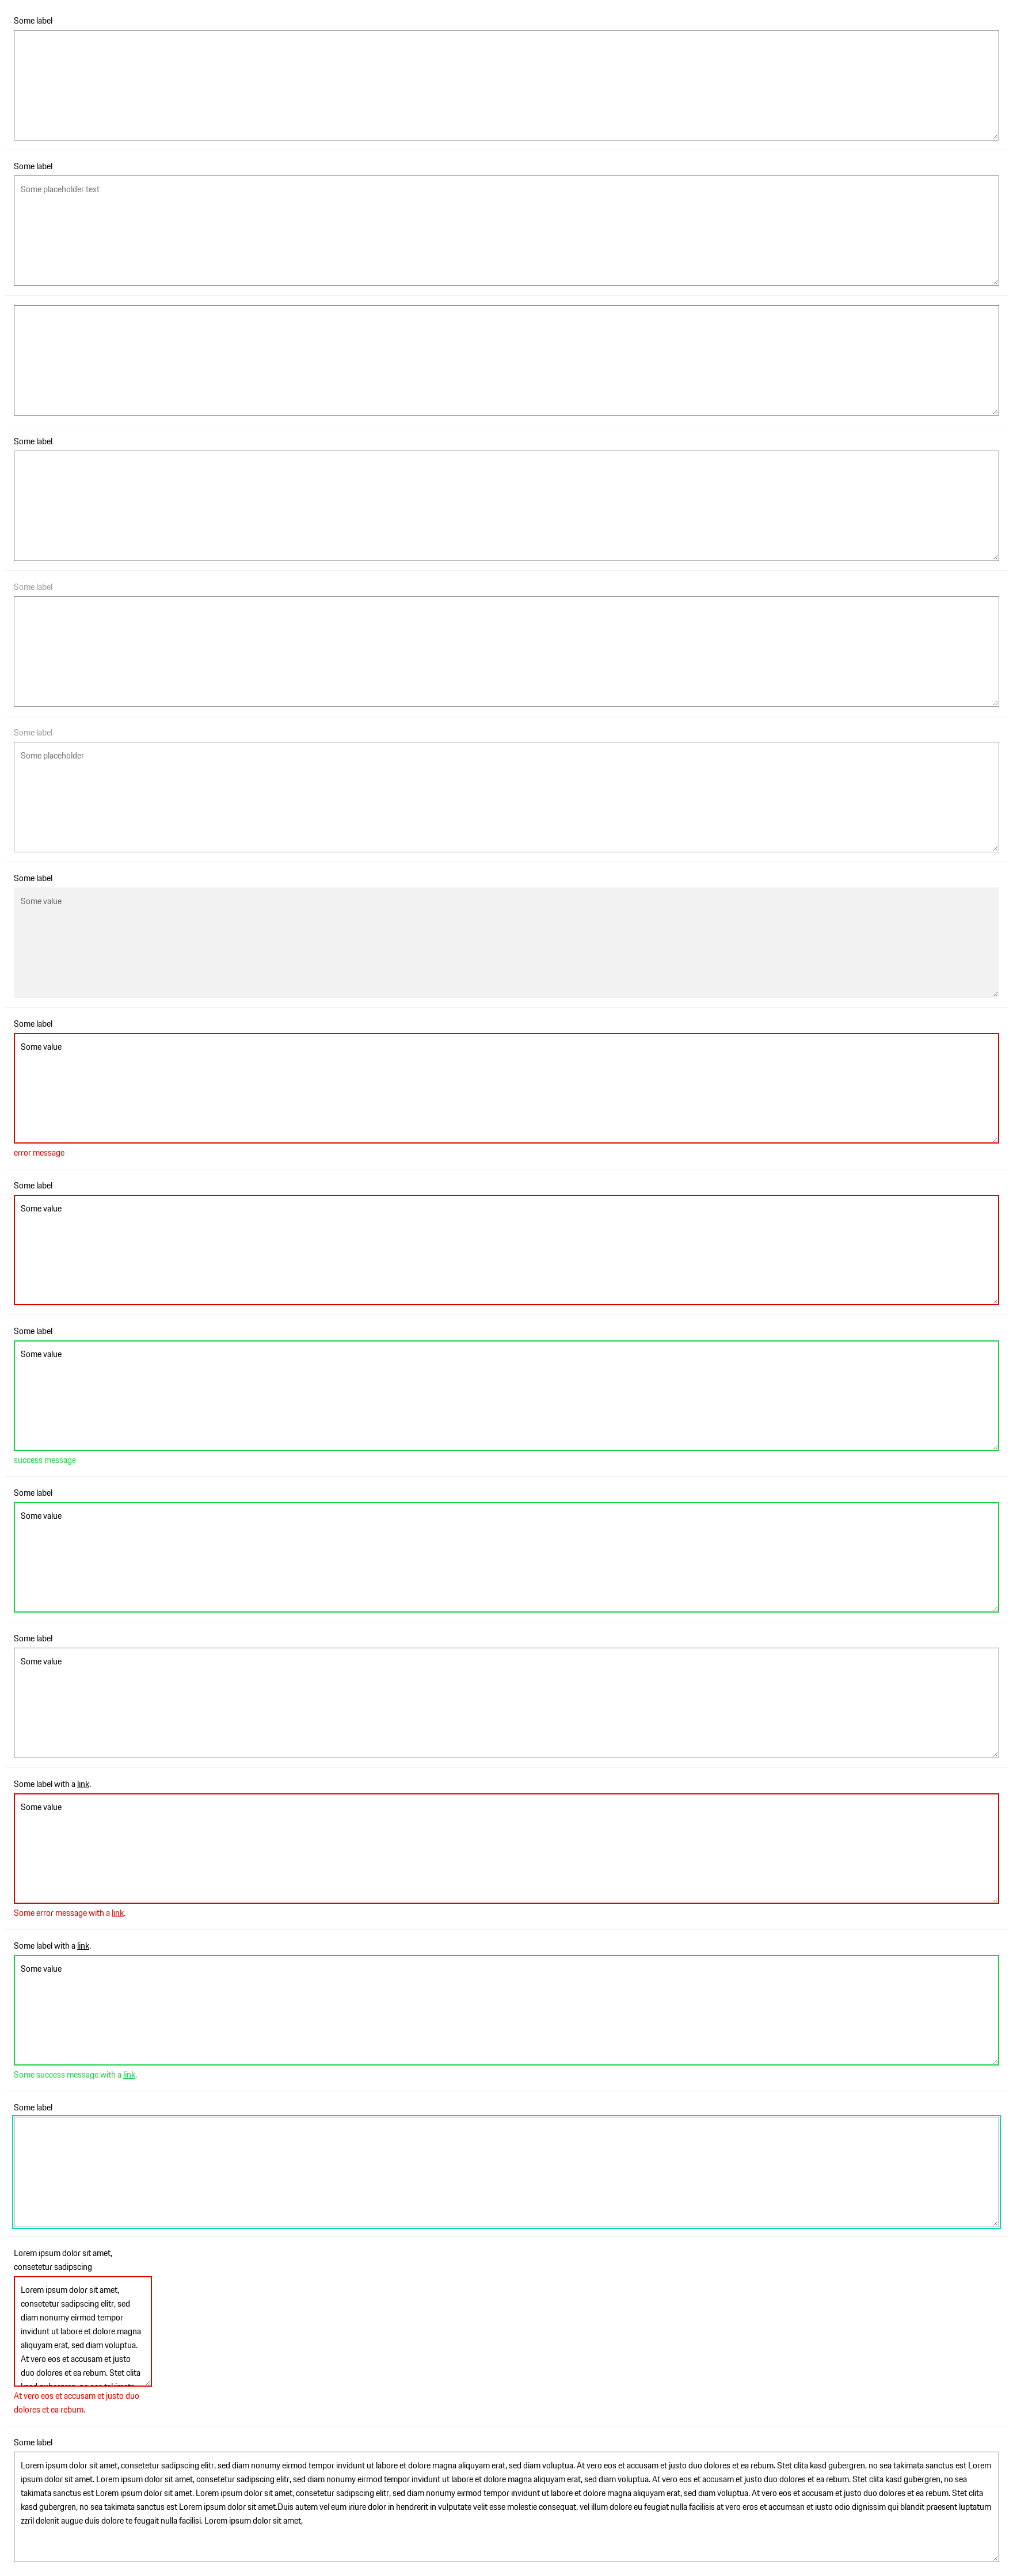 Some label
Some label
Some placeholder text
Some label
Some label
Some label
Some placeholder
Some label
Some value
Some label
Some value
error message
Some label
Some value
Some label
Some value
success message
Some label
Some value
Some label
Some value
Some label with a link.
Some value
Some error message with a link.
Some label with a link.
Some value
Some success message with a link.
Some label
Lorem ipsum dolor sit amet,
consetetur sadipscing
Lorem ipsum dolor sit amet,
consetetur sadipscing elitr, sed
diam nonumy eirmod tempor
invidunt ut labore et dolore magna
aliquyam erat, sed diam voluptua.
At vero eos et accusam et justo
duo dolores et ea rebum. Stet clita
At vero eos et accusam et justo duo
dolores et ea rebum.
Some label
Lorem ipsum dolor sit amet, consetetur sadipscing elitr, sed diam nonumy eirmod tempor invidunt ut labore et dolore magna aliquyam erat, sed diam voluptua. At vero eos et accusam et justo duo dolores et ea rebum. Stet clita kasd gubergren, no sea takimata sanctus est Lorem
ipsum dolor sit amet. Lorem ipsum dolor sit amet, consetetur sadipscing elitr, sed diam nonumy eirmod tempor invidunt ut labore et dolore magna aliquyam erat, sed diam voluptua. At vero eos et accusam et justo duo dolores et ea rebum. Stet clita kasd gubergren, no sea
takimata sanctus est Lorem ipsum dolor sit amet. Lorem ipsum dolor sit amet, consetetur sadipscing elitr, sed diam nonumy eirmod tempor invidunt ut labore et dolore magna aliquyam erat, sed diam voluptua. At vero eos et accusam et justo duo dolores et ea rebum. Stet clita
kasd gubergren, no sea takimata sanctus est Lorem ipsum dolor sit amet.Duis autem vel eum iriure dolor in hendrerit in vulputate velit esse molestie consequat, vel illum dolore eu feugiat nulla facilisis at vero eros et accumsan et iusto odio dignissim qui blandit praesent luptatum
zzril delenit augue duis dolore te feugait nulla facilisi. Lorem ipsum dolor sit amet,